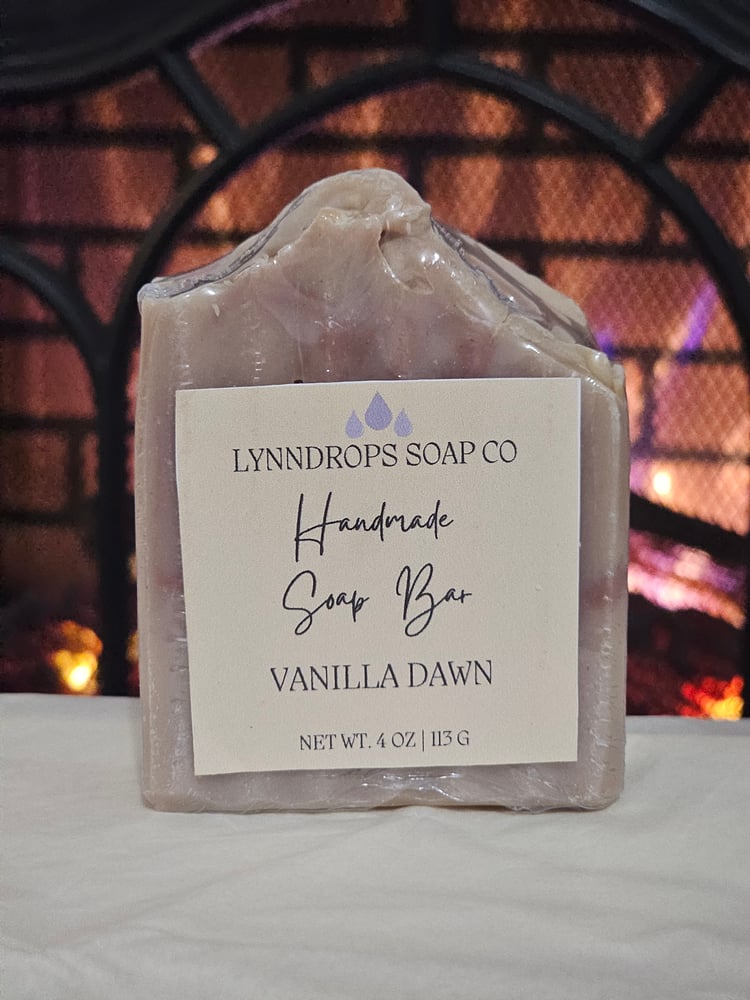 LYNNDROPS SOAP CO
Handmade
Soap Bar
VANILLA DAWN
NET WT. 4 OZ | 113 G